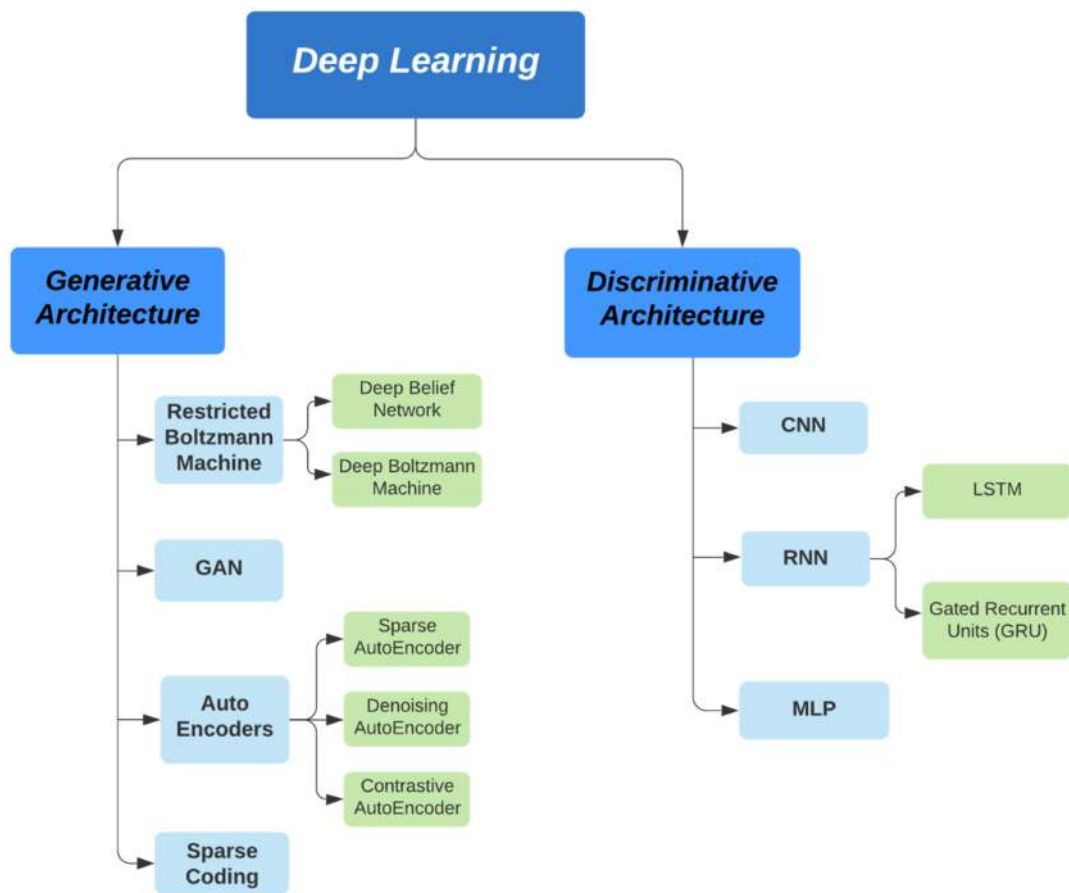 Deep Learning
Generative
Architecture
Discriminative
Architecture
Restricted
Boltzmann
Machine
Deep Belief
Network
Deep Boltzmann
Machine
GAN
Auto
Encoders
Sparse
AutoEncoder
Denoising
AutoEncoder
Contrastive
AutoEncoder
Sparse
Coding
CNN
RNN
LSTM
Gated Recurrent
Units (GRU)
MLP